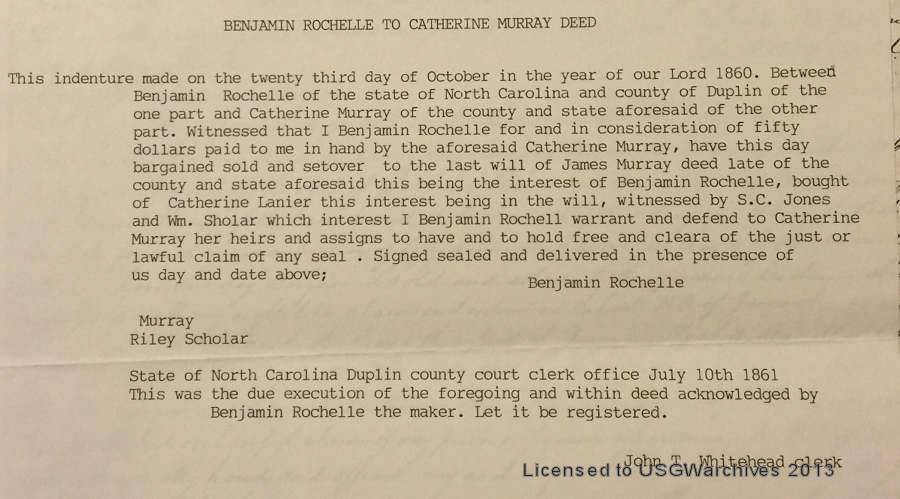 BENJAMIN ROCHELLE TO CATHERINE MURRAY DEED
This indenture made on the twenty third day of October in the year of our Lord 1860. Between
Benjamin Rochelle of the state of North Carolina and county of Duplin of the
one part and Catherine Murray of the county and state aforesaid of the other
part. Witnessed that I Benjamin Rochelle for and in consideration of fifty
dollars paid to me in hand by the aforesaid Catherine Murray, have this day
bargained sold and setover to the last will of James Murray deed late of the
county and state aforesaid this being the interest of Benjamin Rochelle, bought
of Catherine Lanier this interest being in the will, witnessed by S.C. Jones
and Wm. Sholar which interest I Benjamin Rochell warrant and defend to Catherine
Murray her heirs and assigns to have and to hold free and cleara of the just or
lawful claim of any seal . Signed sealed and delivered in the presence of
us day and date above;
Benjamin Rochelle
Murray
Riley Scholar
State of North Carolina Duplin county court clerk office July 10th 1861
This was the due execution of the foregoing and within deed acknowledged by
Benjamin Rochelle the maker. Let it be registered.
John T. Whitehead clerk
Licensed to USGWarchives 2013